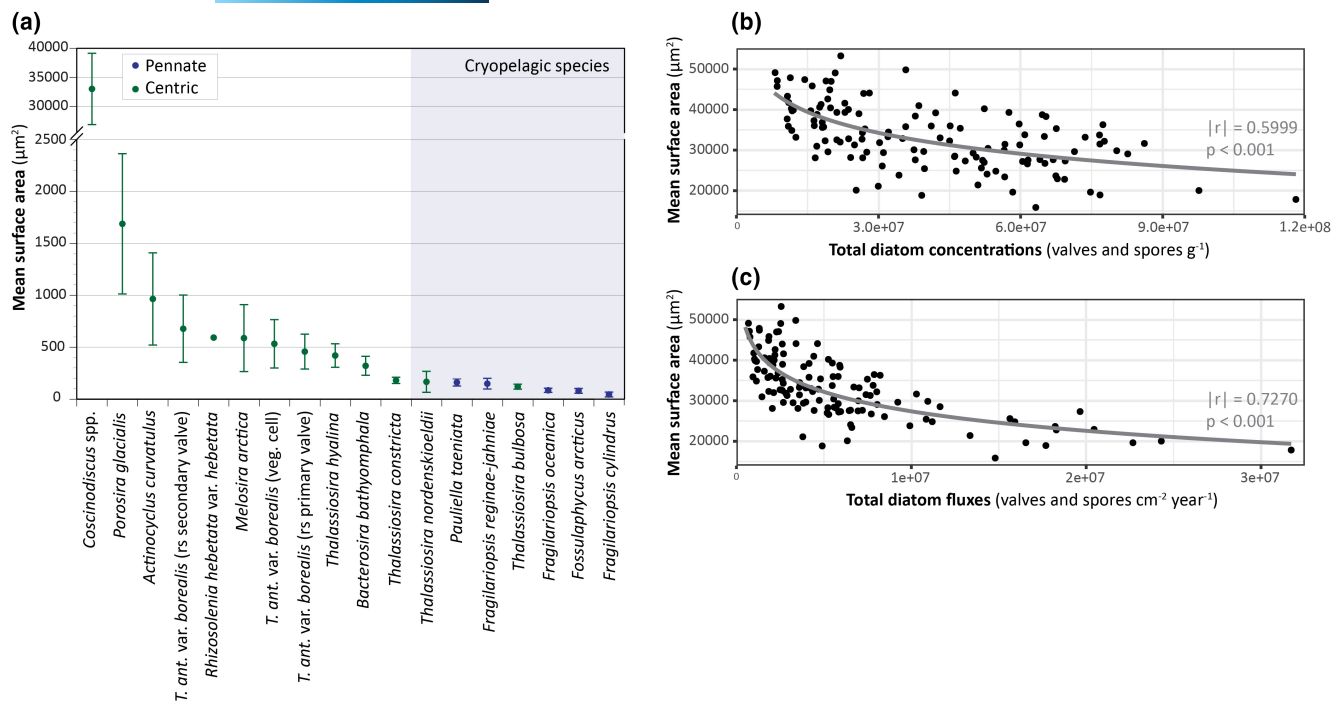 (a)
40000
35000
30000
2500
2000
1500
1000
500
0
Mean surface area (µm²)
Pennate
Centric
Cryopelagic species
Coscinodiscus spp.
Porosira glacialis
Actinocyclus curvatulus
T. ant. var. borealis (rs secondary valve)
Rhizosolenia hebetata var. hebetata
Melosira arctica
T. ant. var. borealis (veg. cell)
T. ant. var. borealis (rs primary valve)
Thalassiosira hyalina
Bacterosira bathyomphala
Thalassiosira constricta
Thalassiosira nordenskioeldii
Pauliella taeniata
Fragilariopsis reginae-jahniae
Thalassiosira bulbosa
Fragilariopsis oceanica
Fossulaphycus arcticus
Fragilariopsis cylindrus
(b)
Mean surface area (µm²)
50000
40000
30000
20000
|r| = 0.5999
p < 0.001
0
3.0e+07
6.0e+07
9.0e+07
1.2e+08
Total diatom concentrations (valves and spores g⁻¹)
(c)
Mean surface area (µm²)
50000
40000
30000
20000
|r| = 0.7270
p < 0.001
0
1e+07
2e+07
3e+07
Total diatom fluxes (valves and spores cm⁻² year⁻¹)